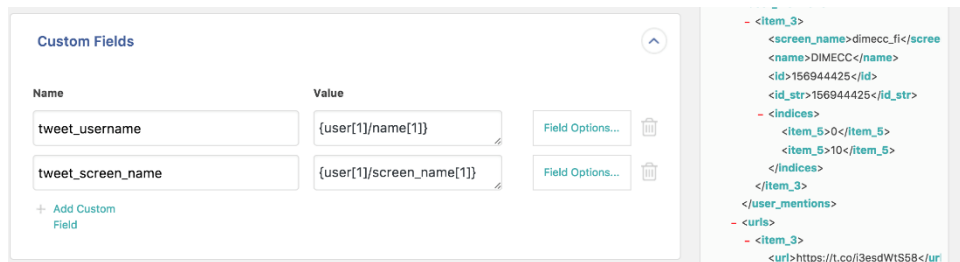 Custom Fields
Name Value
tweet_username {user[1]/name[1]} Field Options...
tweet_screen_name {user[1]/screen_name[1]} Field Options...
+ Add Custom
Field
– <item_3>
<screen_name>dimecc_fi</scree
<name>DIMECC</name>
<id>156944425</id>
<id_str>156944425</id_str>
– <indices>
<item_5>0</item_5>
<item_5>10</item_5>
</indices>
</item_3>
</user_mentions>
– <urls>
– <item_3>
<url>https://t.co/j3esdWtS58</url